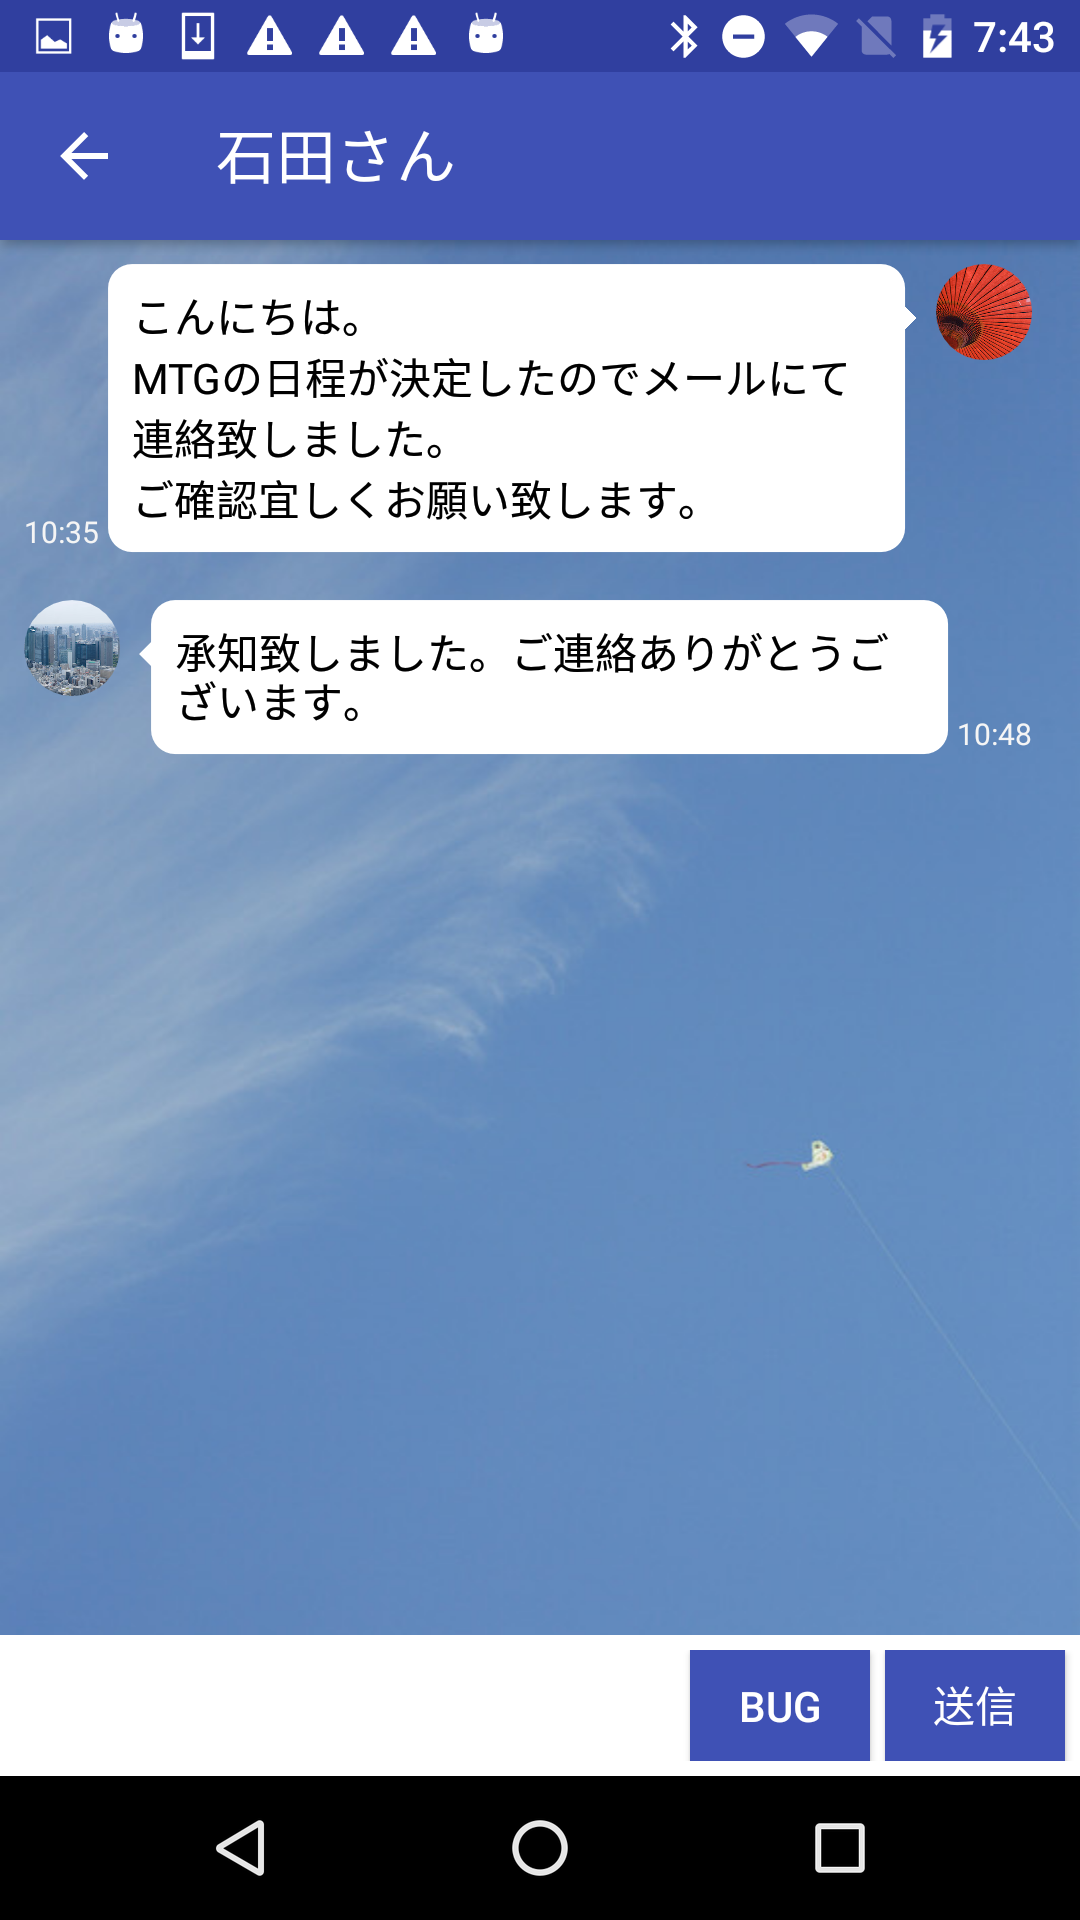 7:43
石田さん
こんにちは。
MTGの日程が決定したのでメールにて
連絡致しました。
ご確認宜しくお願い致します。
10:35
承知致しました。ご連絡ありがとうご
ざいます。
10:48
BUG
送信